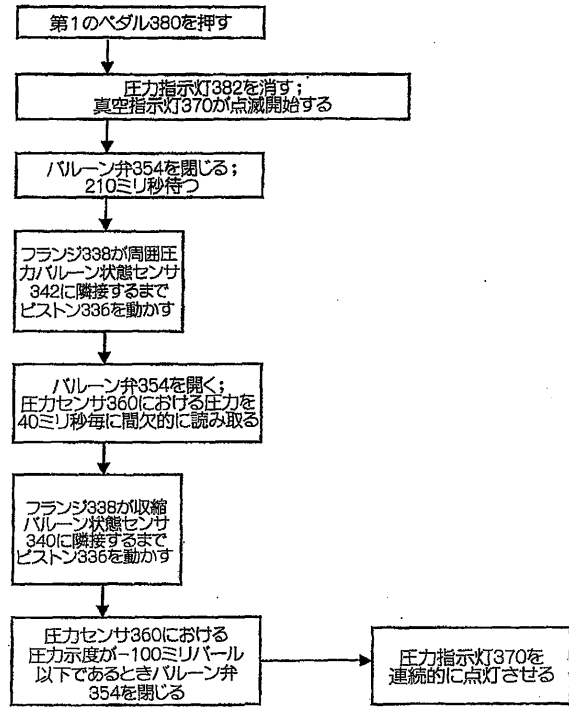 第1のペダル380を押す
圧力指示灯382を消す;
真空指示灯370が点滅開始する
バルーン弁354を閉じる;
210ミリ秒待つ
フランジ338が周囲圧
力バルーン状態センサ
342に隣接するまで
ピストン336を動かす
バルーン弁354を開く;
圧力センサ360における圧力を
40ミリ秒毎に間欠的に読み取る
フランジ338が収縮
バルーン状態センサ
340に隣接するまで
ピストン336を動かす
圧力センサ360における
圧力示度が-100ミリバール
以下であるときバルーン弁
354を閉じる
圧力指示灯370を
連続的に点灯させる